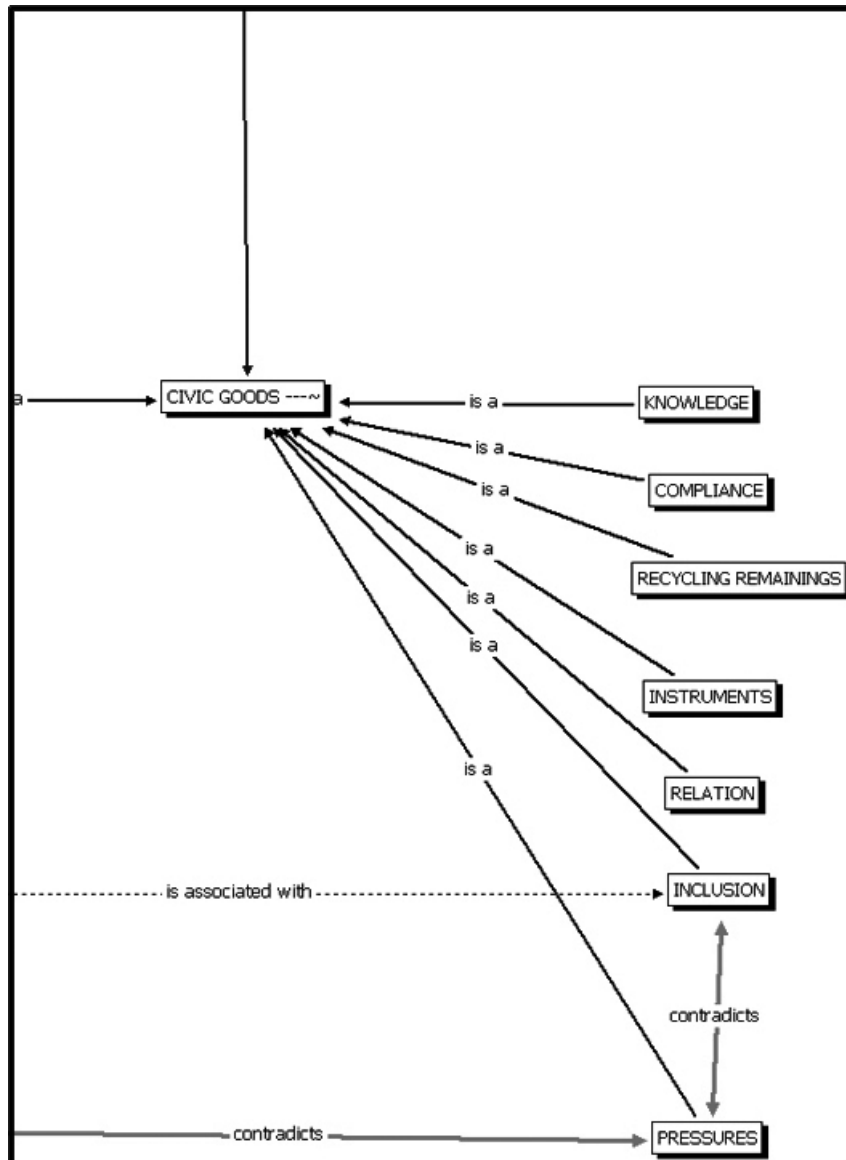 CIVIC GOODS ---~
a
is a
KNOWLEDGE
is a
COMPLIANCE
is a
RECYCLING REMAININGS
is a
INSTRUMENTS
is a
is a
RELATION
is a
INCLUSION
is associated with
contradicts
contradicts
PRESSURES